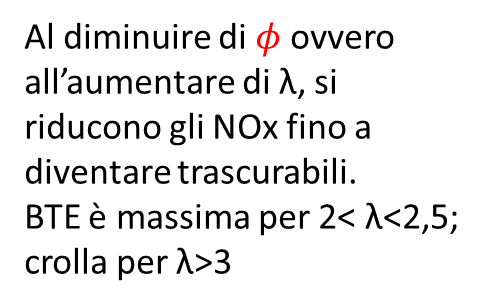 Al diminuire di ϕ ovvero
all’aumentare di λ, si
riducono gli NOx fino a
diventare trascurabili.
BTE è massima per 2< λ<2,5;
crolla per λ>3